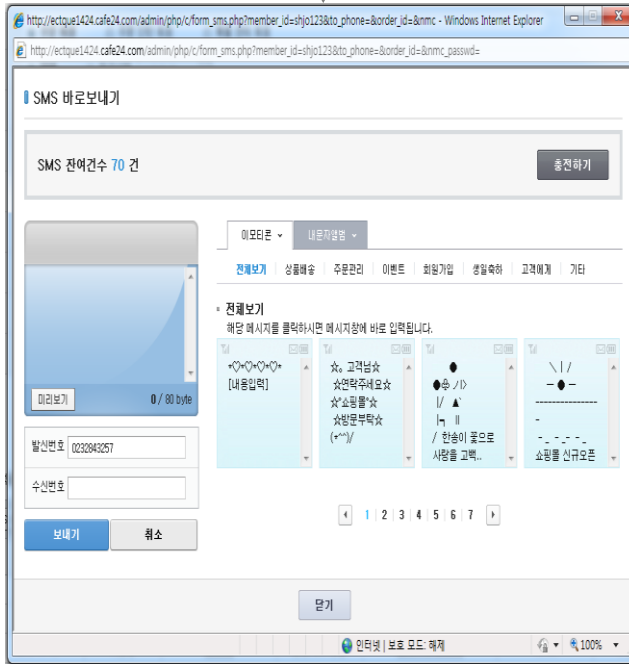 http://ectque1424.cafe24.com/admin/php/c/form_sms.php?member_id=shjo123&to_phone=&order_id=&nmc - Windows Internet Explorer
http://ectque1424.cafe24.com/admin/php/c/form_sms.php?member_id=shjo123&to_phone=&order_id=&nmc_passwd=
SMS 바로보내기
SMS 잔여건수 70 건
충전하기
이모티콘
내문자앨범
전체보기 상품배송 주문관리 이벤트 회원가입 생일축하 고객에게 기타
전체보기
해당 메시지를 클릭하시면 메시지창에 바로 입력됩니다.
*♡*♡*♡*♡*
[내용입력]
☆。고객님☆
☆연락주세요☆
☆"쇼핑몰"☆
☆방문부탁☆
(*^^)/
●
●♧ /I>
|/ ▲`
|┓ ||
/ 한송이 꽃으로
사랑을 고백..
\ | /
─ ● ─
---------------
-
- _ - _ - - _
쇼핑몰 신규오픈
미리보기
0 / 80 byte
발신번호 0232843257
수신번호
보내기
취소
1 2 3 4 5 6 7
닫기
인터넷 | 보호 모드: 해제
100%